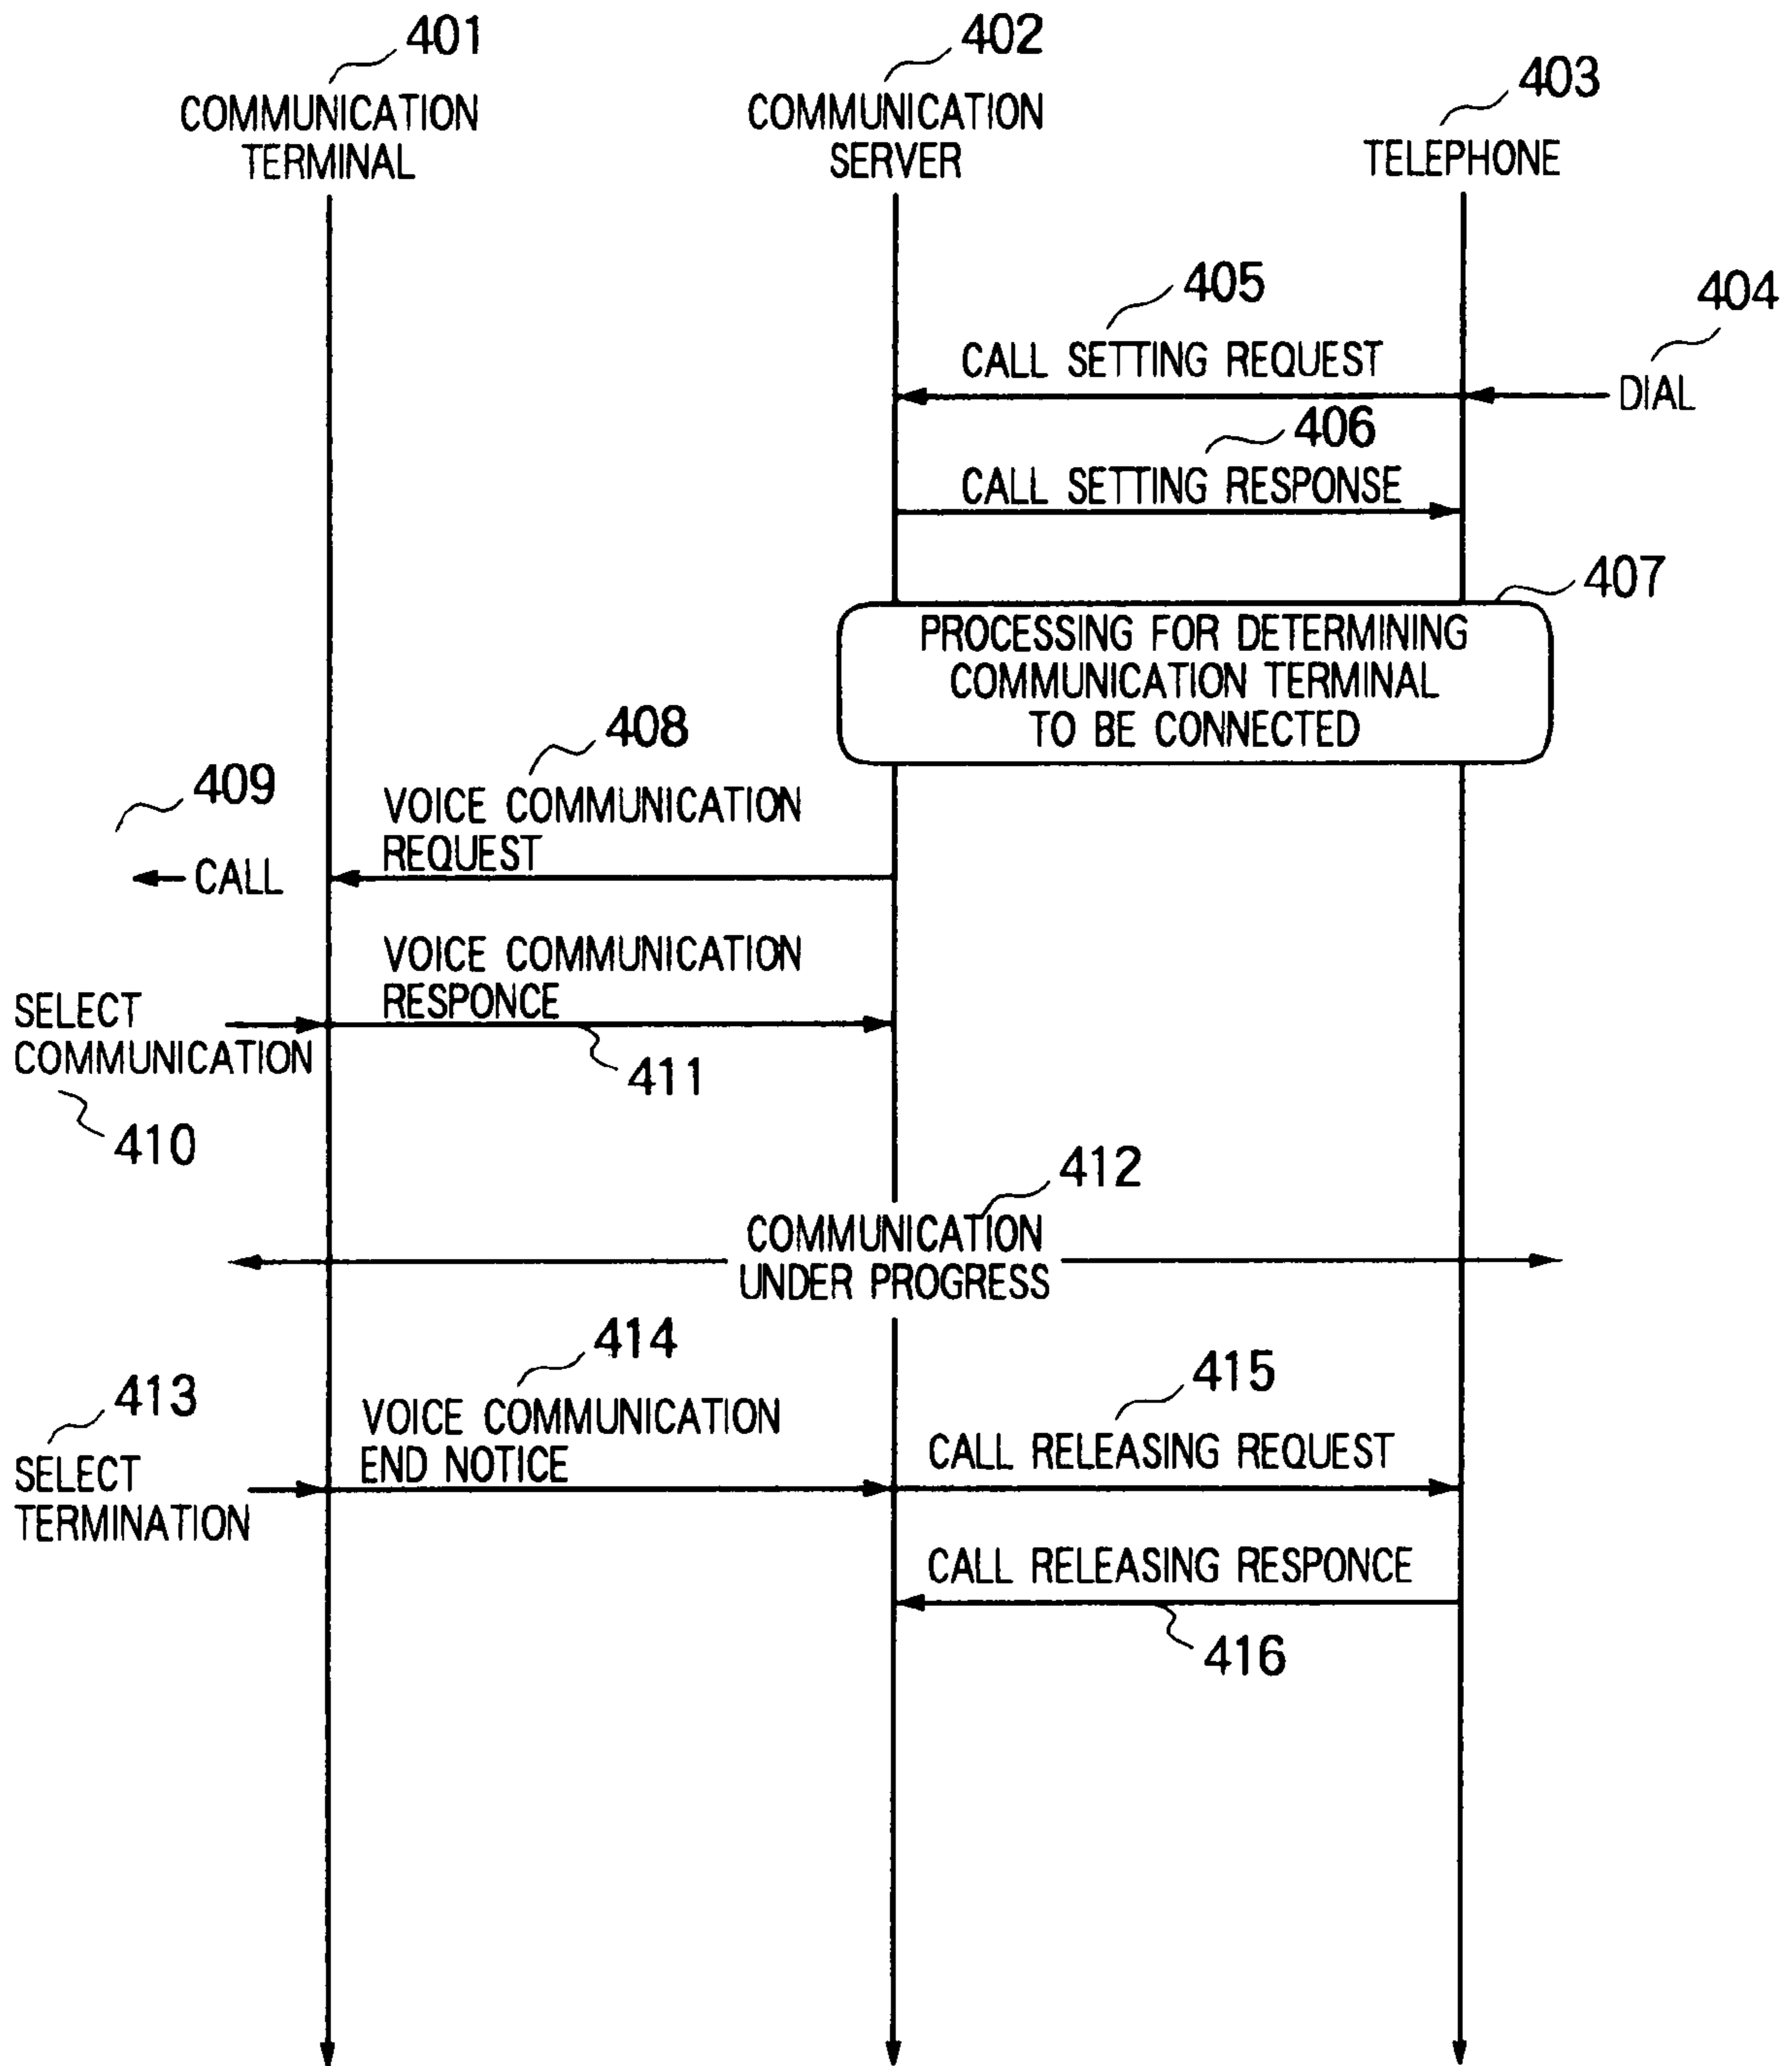 401
402
403
COMMUNICATION
TERMINAL
COMMUNICATION
SERVER
TELEPHONE
405
404
CALL SETTING REQUEST
DIAL
406
CALL SETTING RESPONSE
407
PROCESSING FOR DETERMINING
COMMUNICATION TERMINAL
TO BE CONNECTED
408
409
VOICE COMMUNICATION
REQUEST
CALL
VOICE COMMUNICATION
RESPONCE
SELECT
COMMUNICATION
411
410
412
COMMUNICATION
UNDER PROGRESS
414
415
413
VOICE COMMUNICATION
END NOTICE
CALL RELEASING REQUEST
SELECT
TERMINATION
CALL RELEASING RESPONCE
416